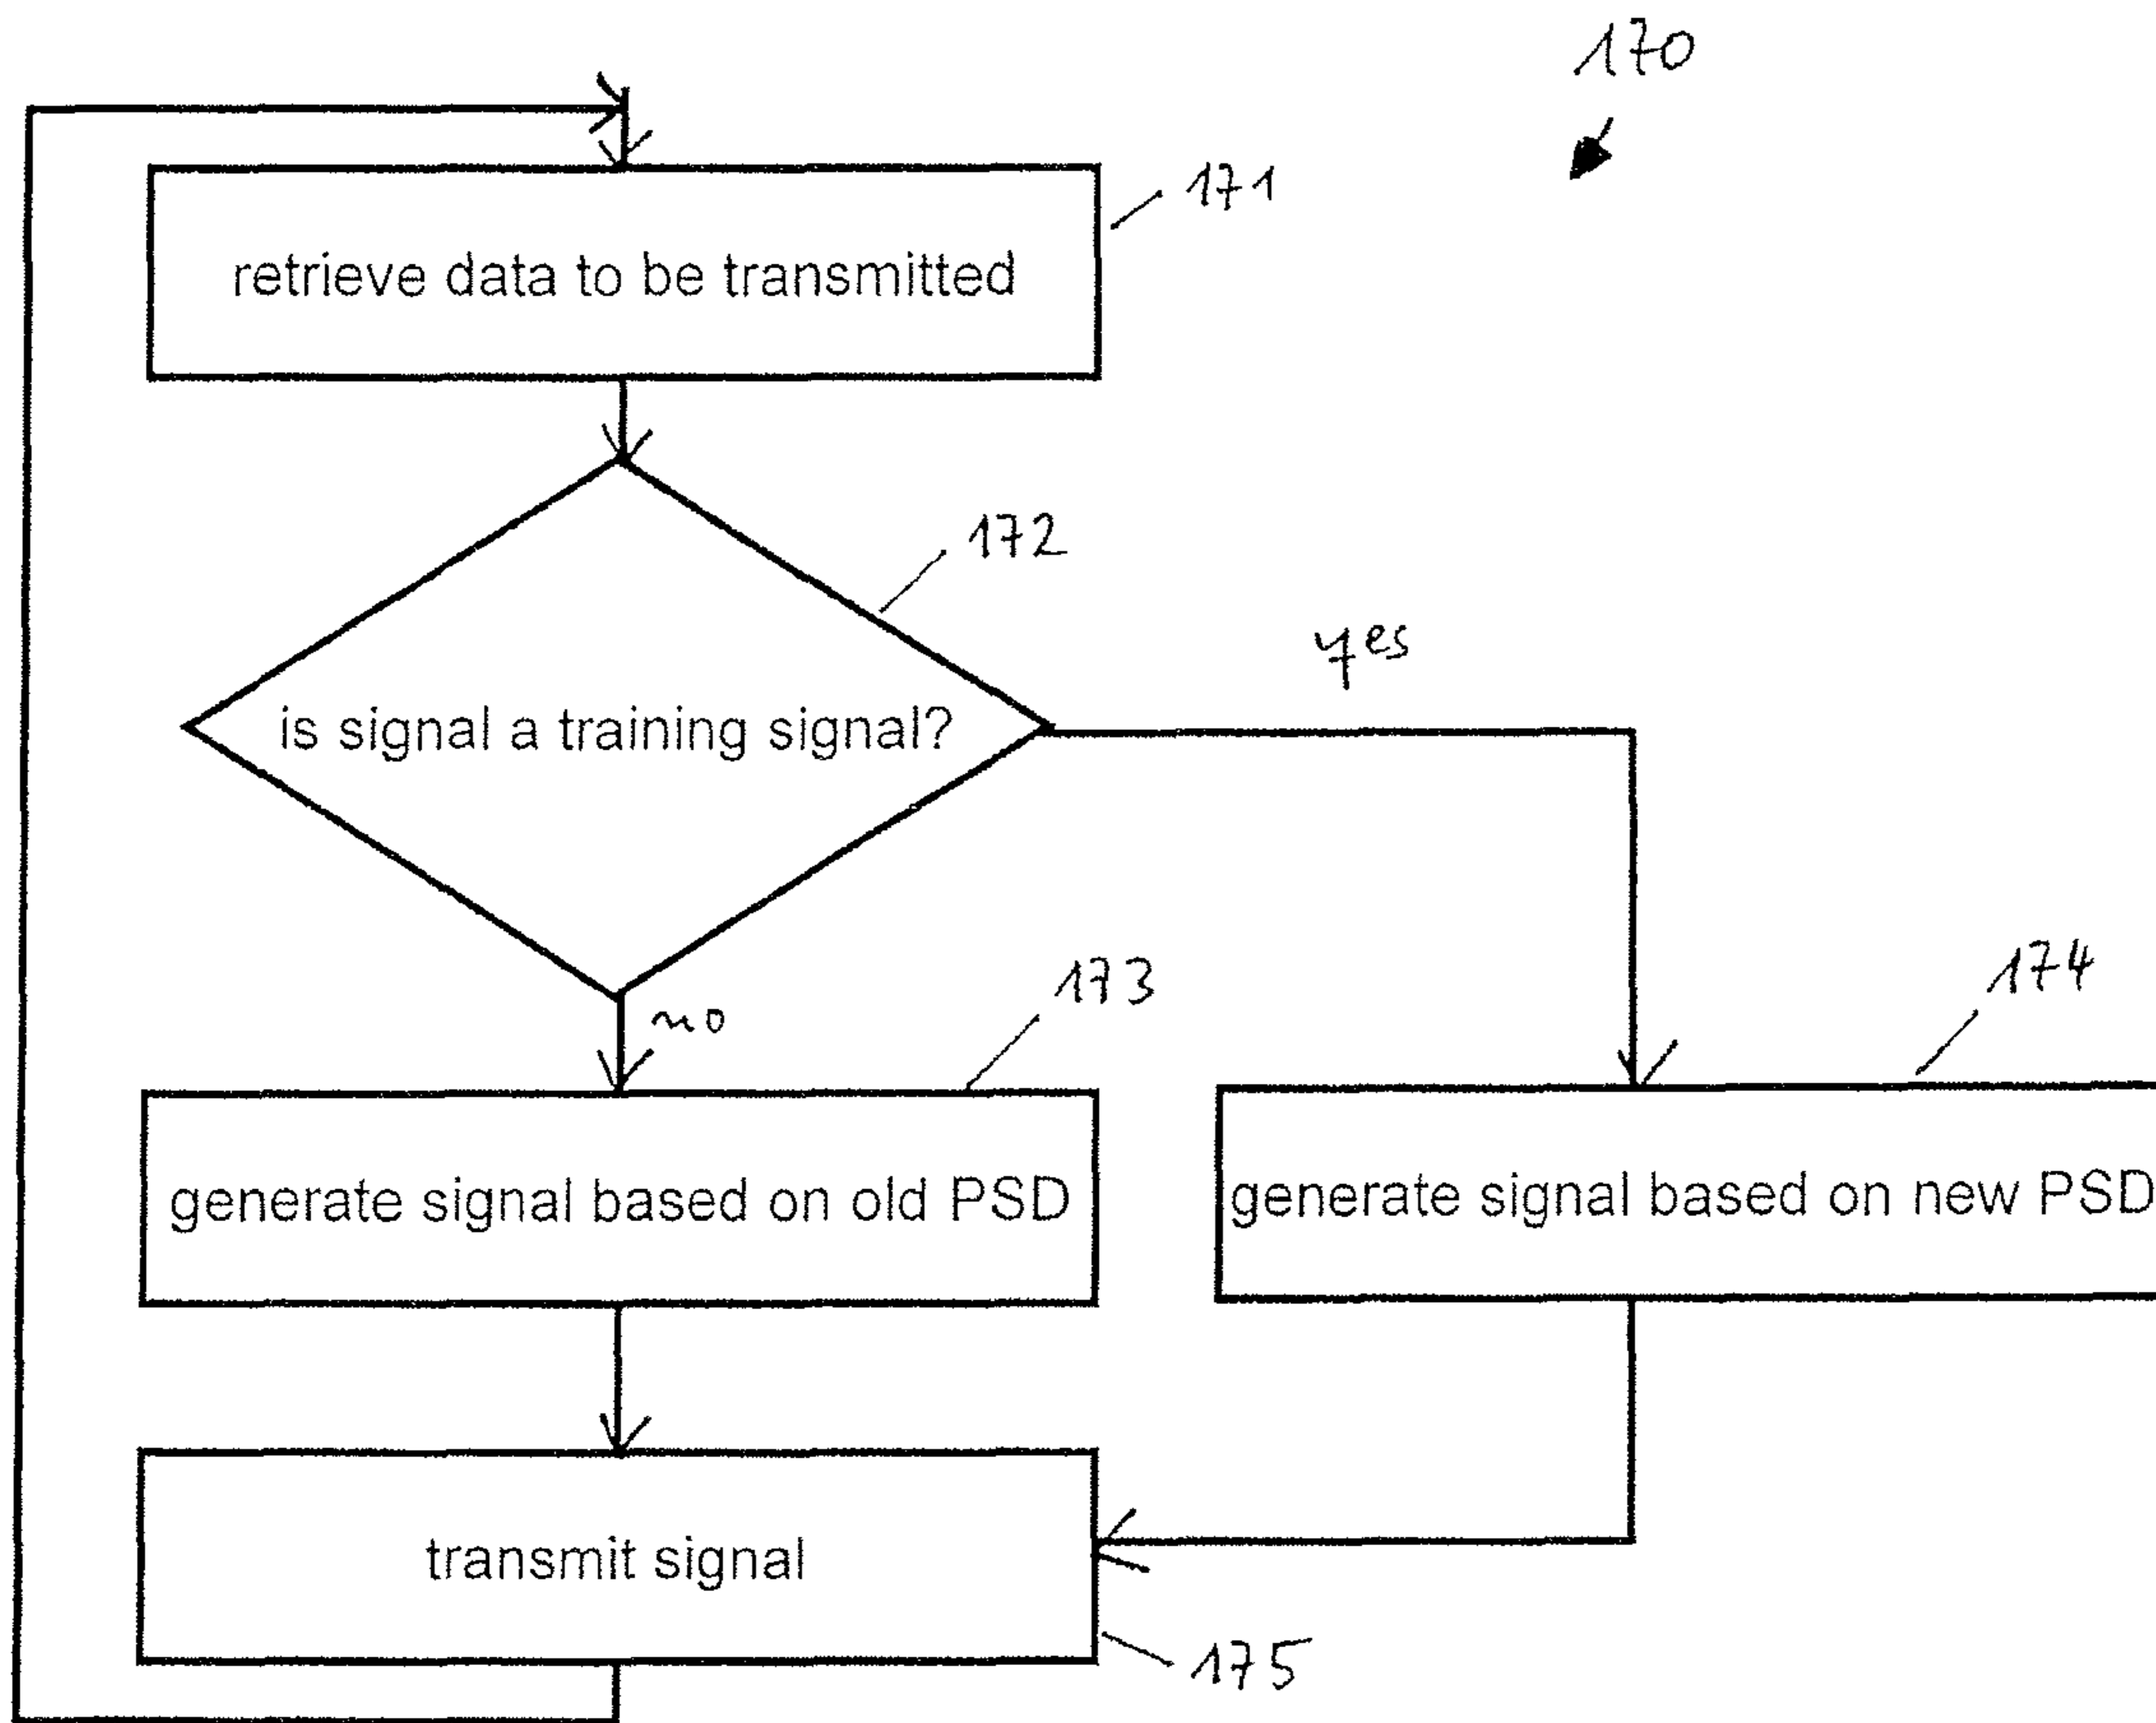 170
171
retrieve data to be transmitted
172
is signal a training signal?
yes
no
173
174
generate signal based on old PSD
generate signal based on new PSD
transmit signal
175